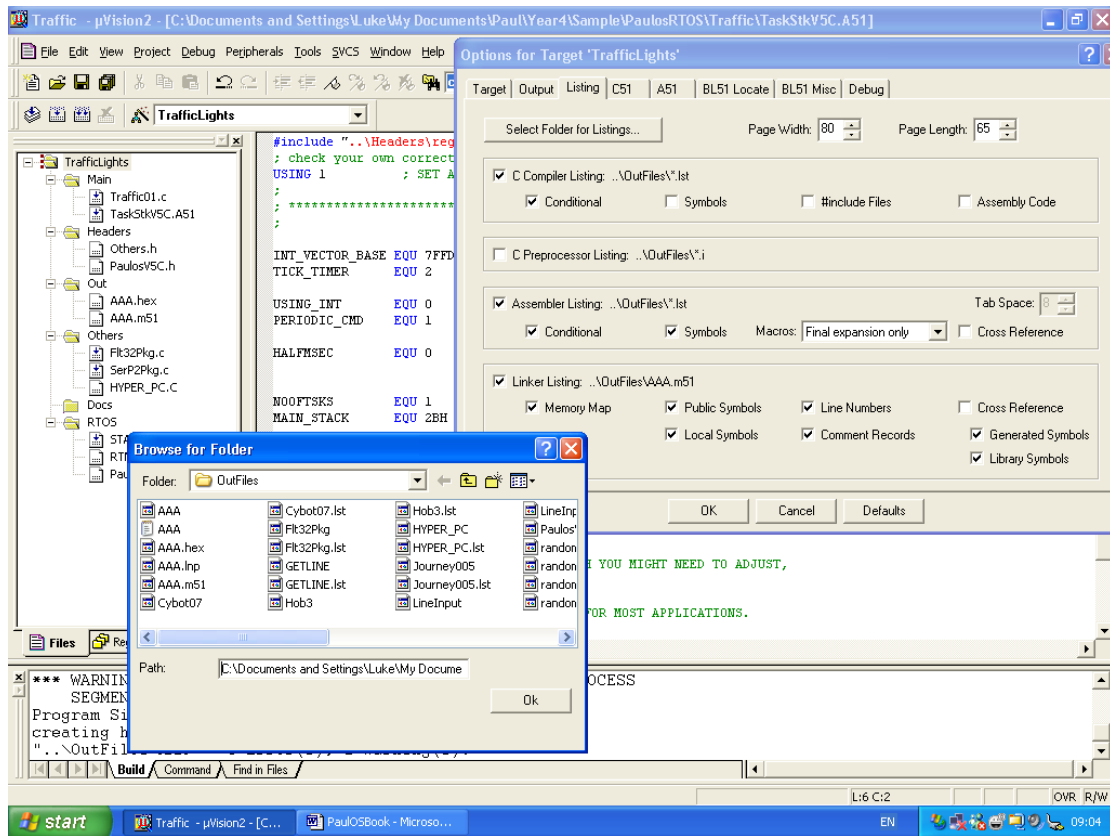 Traffic - µVision2 - [C:\Documents and Settings\Luke\My Documents\Paul\Year4\Sample\PaulosRTOS\Traffic\TaskStkV5C.A51]
File Edit View Project Debug Peripherals Tools SVCS Window Help
TrafficLights
TrafficLights
Main
Traffic01.c
TaskStkV5C.A51
Headers
Others.h
PaulosV5C.h
Out
AAA.hex
AAA.m51
Others
Flt32Pkg.c
SerP2Pkg.c
HYPER_PC.C
Docs
RTOS
Files
#include "..\Headers\reg
; check your own correct
USING 1 ; SET A
;
; **********************
;
INT_VECTOR_BASE EQU 7FFD
TICK_TIMER EQU 2
USING_INT EQU 0
PERIODIC_CMD EQU 1
HALFMSEC EQU 0
NOOFTSKS EQU 1
MAIN_STACK EQU 2BH
YOU MIGHT NEED TO ADJUST,
FOR MOST APPLICATIONS.
Options for Target 'TrafficLights'
Target Output Listing C51 A51 BL51 Locate BL51 Misc Debug
Select Folder for Listings... Page Width: 80 Page Length: 65
C Compiler Listing: ..\OutFiles\*.lst
Conditional Symbols #include Files Assembly Code
C Preprocessor Listing: ..\OutFiles\*.i
Assembler Listing: ..\OutFiles\*.lst Tab Space: 8
Conditional Symbols Macros: Final expansion only Cross Reference
Linker Listing: ..\OutFiles\AAA.m51
Memory Map Public Symbols Line Numbers Cross Reference
Local Symbols Comment Records Generated Symbols
Library Symbols
OK Cancel Defaults
Browse for Folder
Folder: OutFiles
AAA Cybot07.lst Hob3.lst LineInp
AAA Flt32Pkg HYPER_PC Paulos'
AAA.hex Flt32Pkg.lst HYPER_PC.lst random
AAA.lnp GETLINE Journey005 random
AAA.m51 GETLINE.lst Journey005.lst random
Cybot07 Hob3 LineInput random
Path: C:\Documents and Settings\Luke\My Docume
Ok
*** WARNIN
OCESS
SEGMEN
Program Si
creating h
"..\OutFil
Build Command Find in Files
L:6 C:2 OVR R/W
start Traffic - µVision2 - [C... PaulOSBook - Microso... EN 09:04